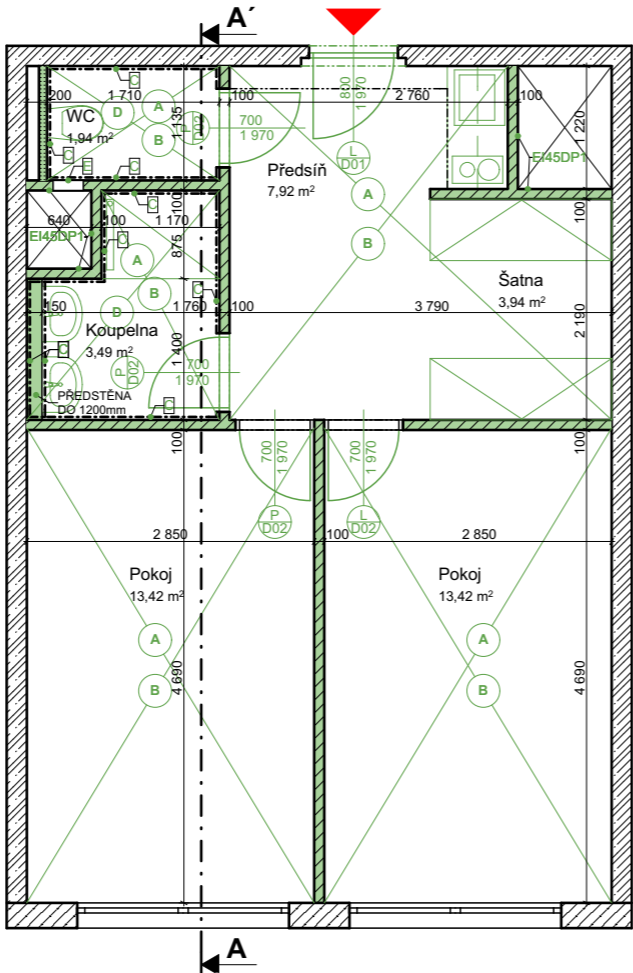 A´
200
1 710
100
2 760
100
WC
1,94 m²
D
A
B
C
C
C
1 135
P
D02
700
1 970
800
1 970
L
D01
1 220
EI45DP1
Předsíň
7,92 m²
A
B
640
100
1 170
100
100
EI45DP1
C
C
875
A
B
D
C
150
1 760
100
3 790
Šatna
3,94 m²
2 190
Koupelna
3,49 m²
C
1 400
P
D02
700
1 970
PŘEDSTĚNA
DO 1200mm
C
100
700
1 970
700
1 970
100
P
D02
L
D02
2 850
100
2 850
Pokoj
13,42 m²
Pokoj
13,42 m²
A
B
4 690
A
B
4 690
A